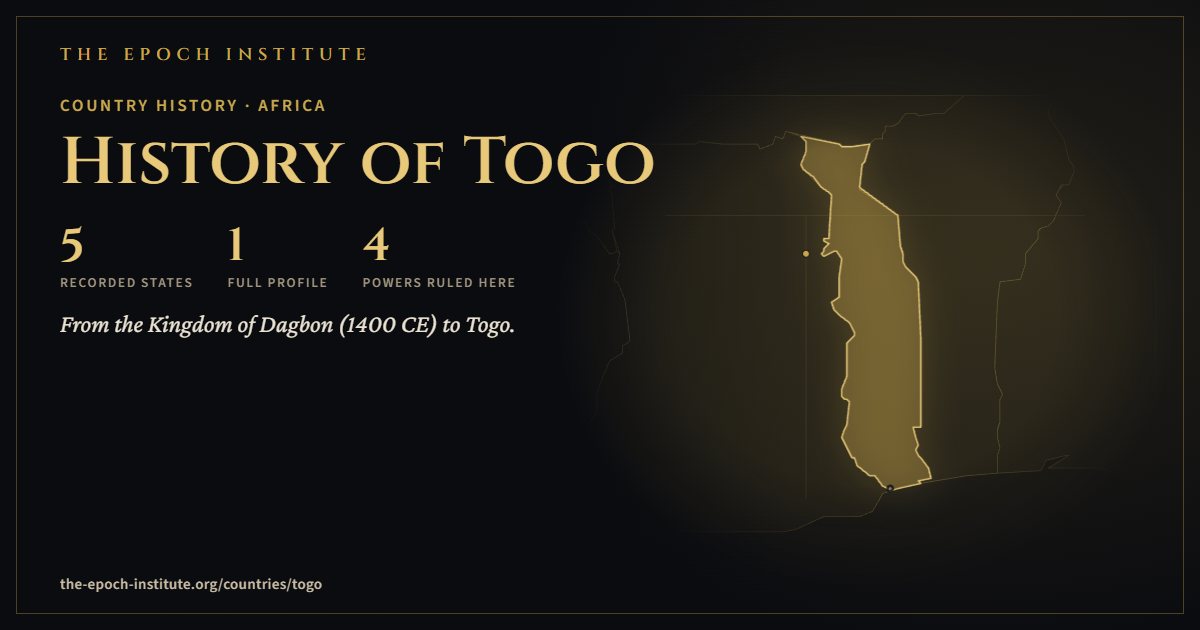 THE EPOCH INSTITUTE
COUNTRY HISTORY · AFRICA
History of Togo
5 1 4
RECORDED STATES FULL PROFILE POWERS RULED HERE
From the Kingdom of Dagbon (1400 CE) to Togo.
the-epoch-institute.org/countries/togo